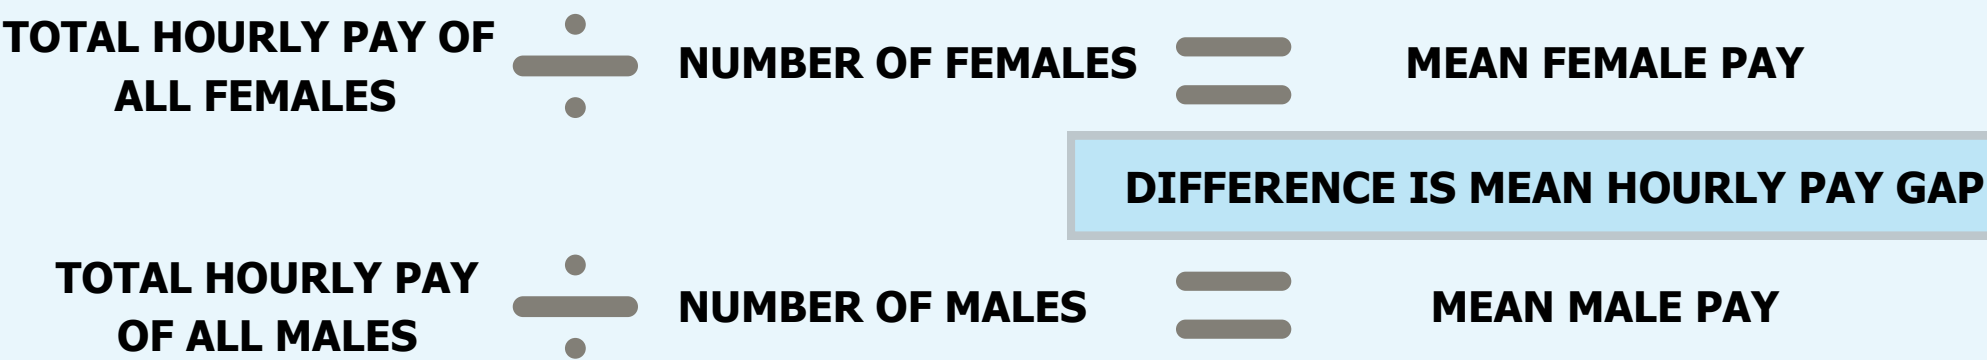 TOTAL HOURLY PAY OF
ALL FEMALES
NUMBER OF FEMALES
MEAN FEMALE PAY
DIFFERENCE IS MEAN HOURLY PAY GAP
TOTAL HOURLY PAY
OF ALL MALES
NUMBER OF MALES
MEAN MALE PAY